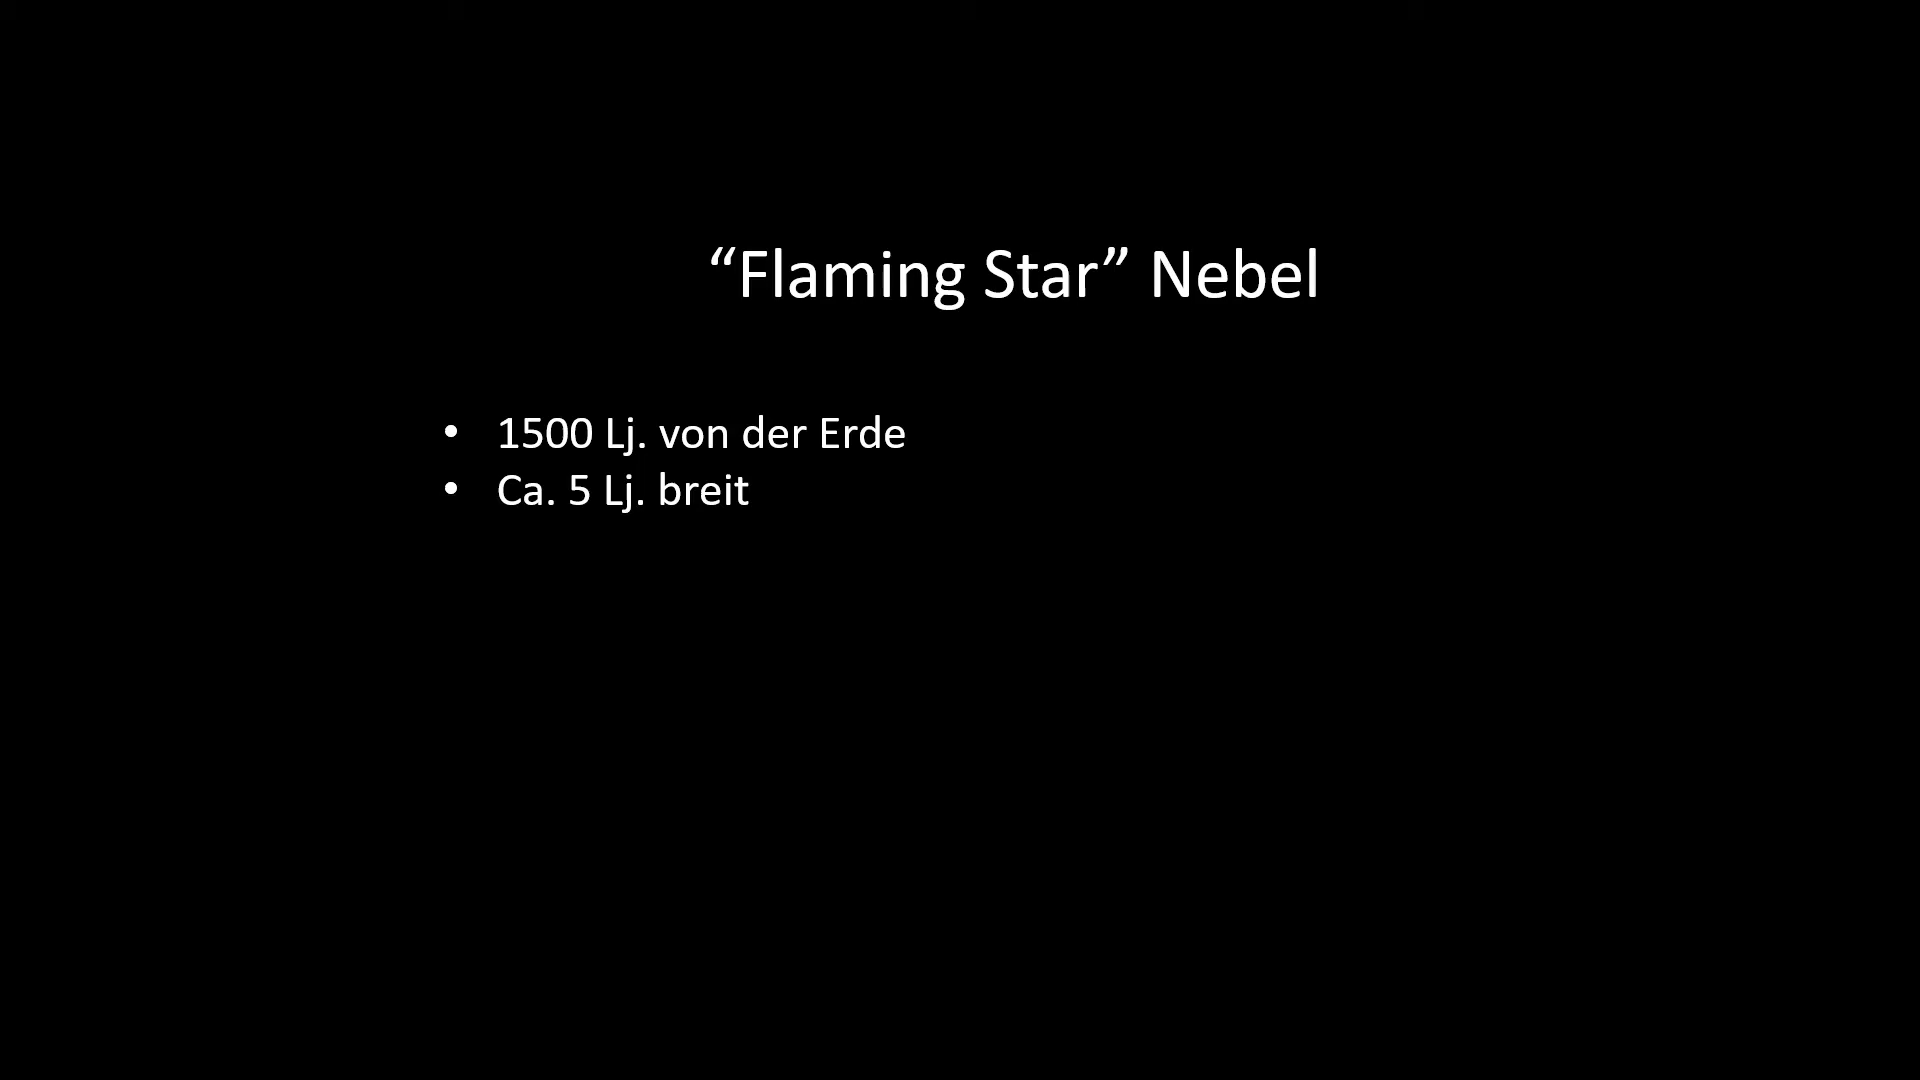 “Flaming Star” Nebel
• 1500 Lj. von der Erde
• Ca. 5 Lj. breit